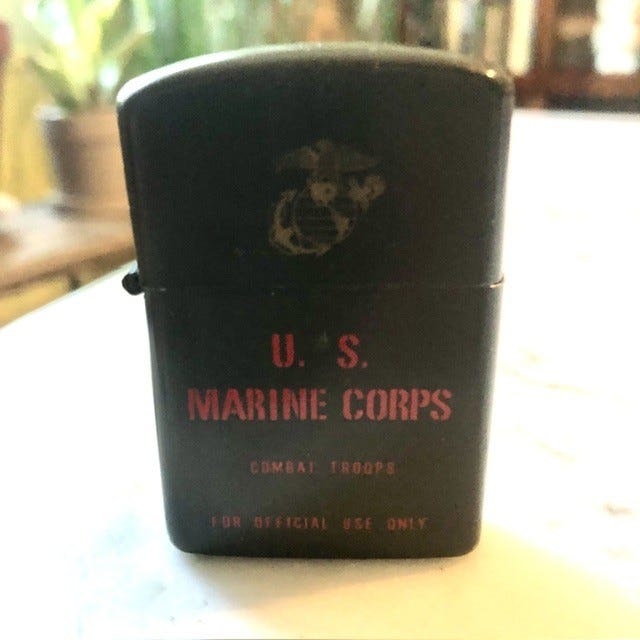 U. S.
MARINE CORPS
COMBAT TROOPS
FOR OFFICIAL USE ONLY